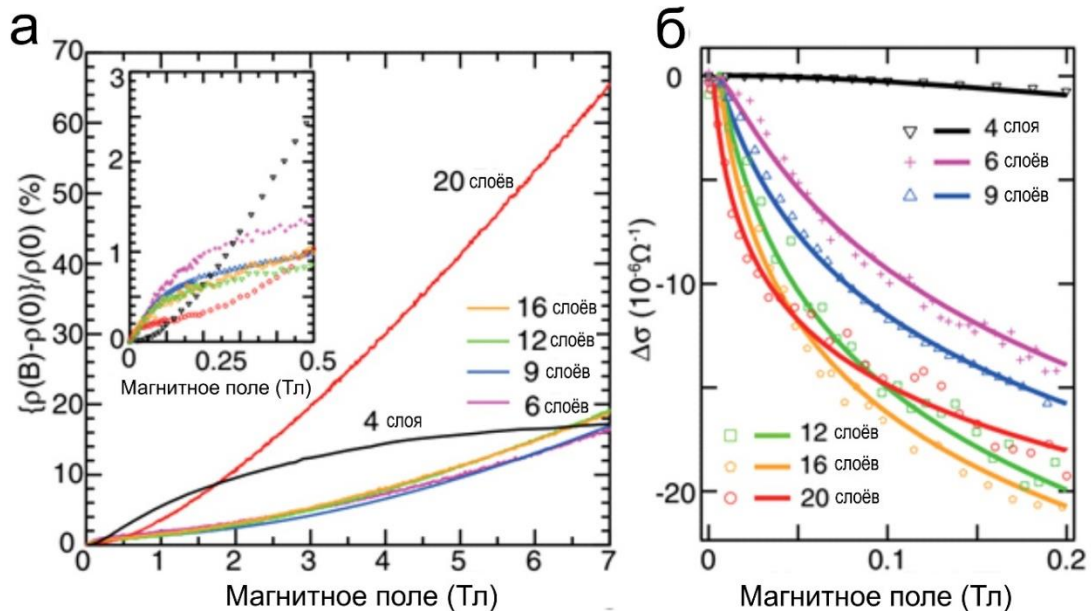 а
{ρ(B)-ρ(0)}/ρ(0) (%)
70
60
50
40
30
20
10
0
3
2
1
0
0
0.25
0.5
Магнитное поле (Тл)
20 слоёв
16 слоёв
12 слоёв
9 слоёв
6 слоёв
4 слоя
0 1 2 3 4 5 6 7
Магнитное поле (Тл)
б
Δσ (10⁻⁶Ω⁻¹)
0
-10
-20
4 слоя
6 слоёв
9 слоёв
12 слоёв
16 слоёв
20 слоёв
0 0.1 0.2
Магнитное поле (Тл)